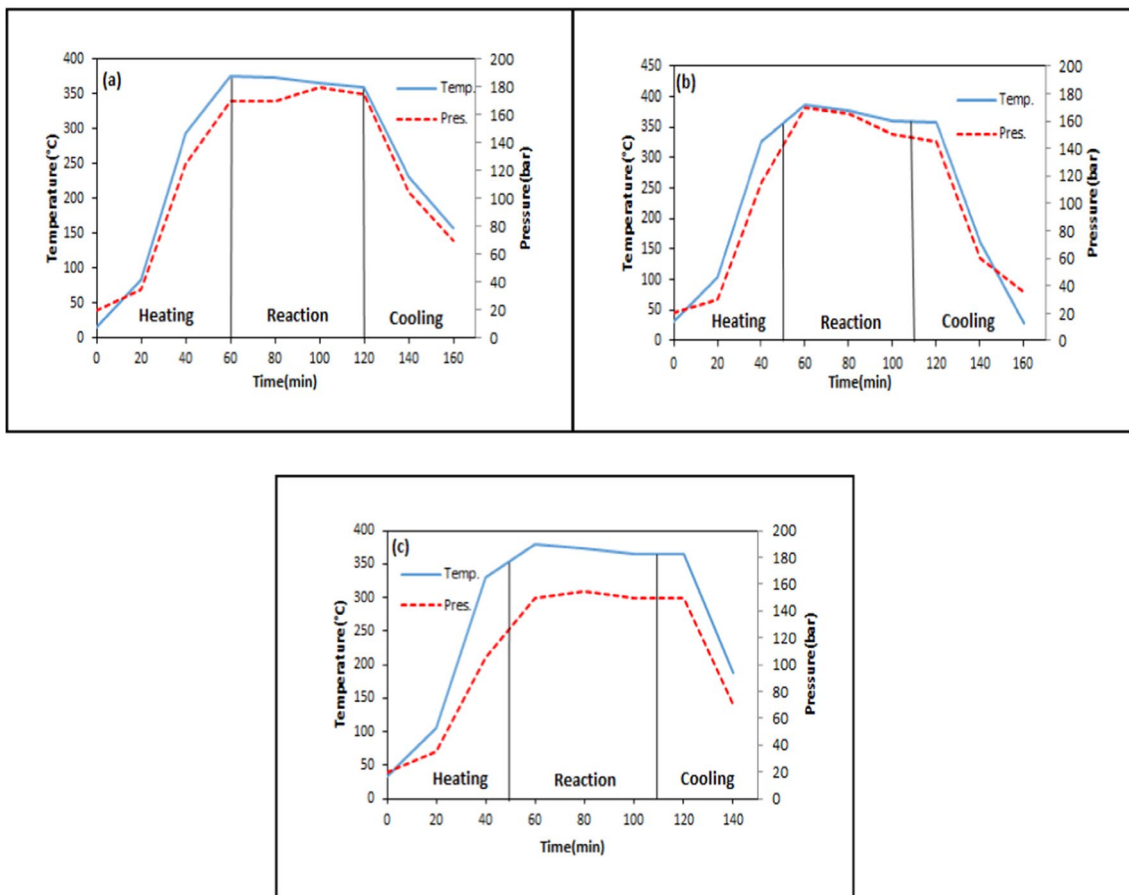 (a)
Temperature(°C)
400
350
300
250
200
150
100
50
0
Temp.
Pres.
Heating Reaction Cooling
200
180
160
140
120
100
80
60
40
20
0
Pressure(bar)
0 20 40 60 80 100 120 140 160
Time(min)
(b)
Temperature(°C)
450
400
350
300
250
200
150
100
50
0
Temp.
Pres.
Heating Reaction Cooling
200
180
160
140
120
100
80
60
40
20
0
Pressure(bar)
0 20 40 60 80 100 120 140 160
Time(min)
(c)
Temperature(°C)
400
350
300
250
200
150
100
50
0
Temp.
Pres.
Heating Reaction Cooling
200
180
160
140
120
100
80
60
40
20
0
Pressure(bar)
0 20 40 60 80 100 120 140
Time(min)